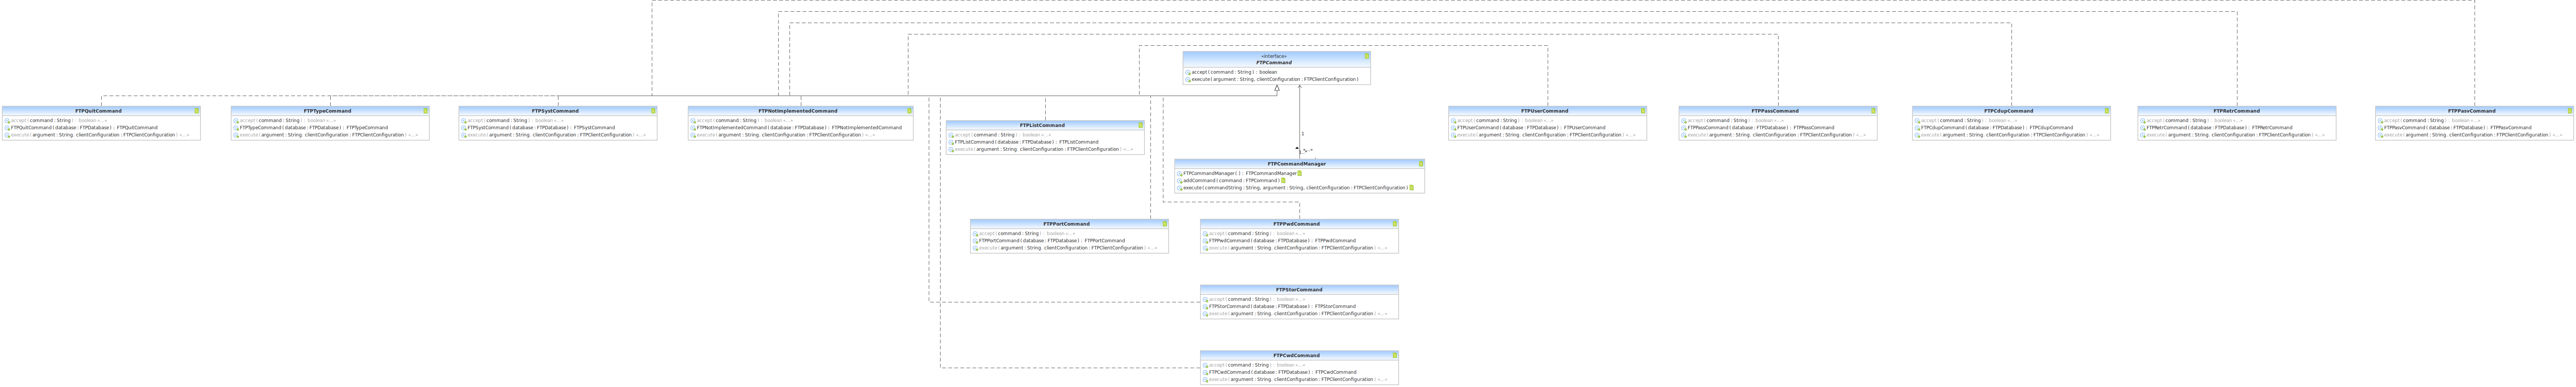 «interface»
FTPCommand
accept( command : String ) : boolean
execute( argument : String, clientConfiguration : FTPClientConfiguration )
FTPQuitCommand
accept( command : String ) : boolean «...»
FTPQuitCommand( database : FTPDatabase ) : FTPQuitCommand
execute( argument : String, clientConfiguration : FTPClientConfiguration ) «...»
FTPTypeCommand
accept( command : String ) : boolean «...»
FTPTypeCommand( database : FTPDatabase ) : FTPTypeCommand
execute( argument : String, clientConfiguration : FTPClientConfiguration ) «...»
FTPSystCommand
accept( command : String ) : boolean «...»
FTPSystCommand( database : FTPDatabase ) : FTPSystCommand
execute( argument : String, clientConfiguration : FTPClientConfiguration ) «...»
FTPNotImplementedCommand
accept( command : String ) : boolean «...»
FTPNotImplementedCommand( database : FTPDatabase ) : FTPNotImplementedCommand
execute( argument : String, clientConfiguration : FTPClientConfiguration ) «...»
FTPListCommand
accept( command : String ) : boolean «...»
FTPListCommand( database : FTPDatabase ) : FTPListCommand
execute( argument : String, clientConfiguration : FTPClientConfiguration ) «...»
FTPUserCommand
accept( command : String ) : boolean «...»
FTPUserCommand( database : FTPDatabase ) : FTPUserCommand
execute( argument : String, clientConfiguration : FTPClientConfiguration ) «...»
FTPPassCommand
accept( command : String ) : boolean «...»
FTPPassCommand( database : FTPDatabase ) : FTPPassCommand
execute( argument : String, clientConfiguration : FTPClientConfiguration ) «...»
FTPCdupCommand
accept( command : String ) : boolean «...»
FTPCdupCommand( database : FTPDatabase ) : FTPCdupCommand
execute( argument : String, clientConfiguration : FTPClientConfiguration ) «...»
FTPRetrCommand
accept( command : String ) : boolean «...»
FTPRetrCommand( database : FTPDatabase ) : FTPRetrCommand
execute( argument : String, clientConfiguration : FTPClientConfiguration ) «...»
FTPPasvCommand
accept( command : String ) : boolean «...»
FTPPasvCommand( database : FTPDatabase ) : FTPPasvCommand
execute( argument : String, clientConfiguration : FTPClientConfiguration ) «...»
1
FTPCommandManager
FTPCommandManager( ) : FTPCommandManager
addCommand( command : FTPCommand )
execute( commandString : String, argument : String, clientConfiguration : FTPClientConfiguration )
FTPPortCommand
accept( command : String ) : boolean «...»
FTPPortCommand( database : FTPDatabase ) : FTPPortCommand
execute( argument : String, clientConfiguration : FTPClientConfiguration ) «...»
FTPPwdCommand
accept( command : String ) : boolean «...»
FTPPwdCommand( database : FTPDatabase ) : FTPPwdCommand
execute( argument : String, clientConfiguration : FTPClientConfiguration ) «...»
FTPStorCommand
accept( command : String ) : boolean «...»
FTPStorCommand( database : FTPDatabase ) : FTPStorCommand
execute( argument : String, clientConfiguration : FTPClientConfiguration ) «...»
FTPCwdCommand
accept( command : String ) : boolean «...»
FTPCwdCommand( database : FTPDatabase ) : FTPCwdCommand
execute( argument : String, clientConfiguration : FTPClientConfiguration ) «...»